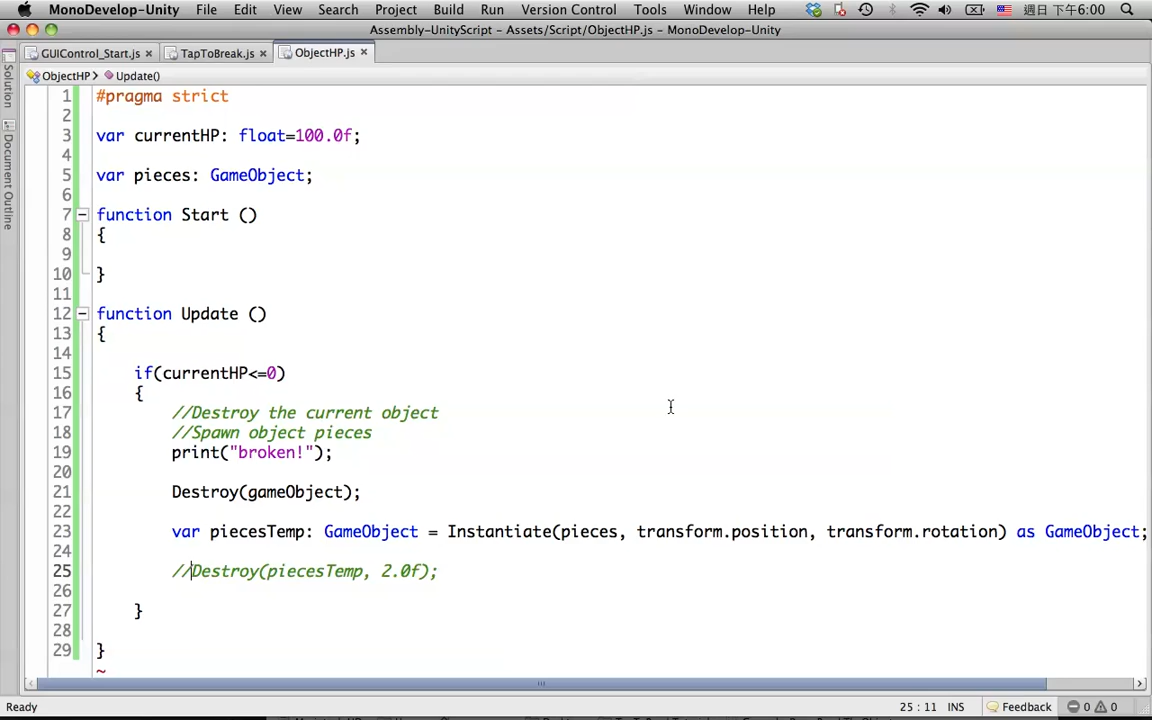 MonoDevelop-Unity File Edit View Search Project Build Run Version Control Tools Window Help 週日 下午6:00
Assembly-UnityScript - Assets/Script/ObjectHP.js - MonoDevelop-Unity
GUIControl_Start.js TapToBreak.js ObjectHP.js
ObjectHP Update()
Solution
Document Outline
1 #pragma strict
2
3 var currentHP: float=100.0f;
4
5 var pieces: GameObject;
6
7 function Start ()
8 {
9
10 }
11
12 function Update ()
13 {
14
15 if(currentHP<=0)
16 {
17 //Destroy the current object
18 //Spawn object pieces
19 print("broken!");
20
21 Destroy(gameObject);
22
23 var piecesTemp: GameObject = Instantiate(pieces, transform.position, transform.rotation) as GameObject;
24
25 //Destroy(piecesTemp, 2.0f);
26
27 }
28
29 }
~
Ready 25 : 11 INS Feedback 0 0